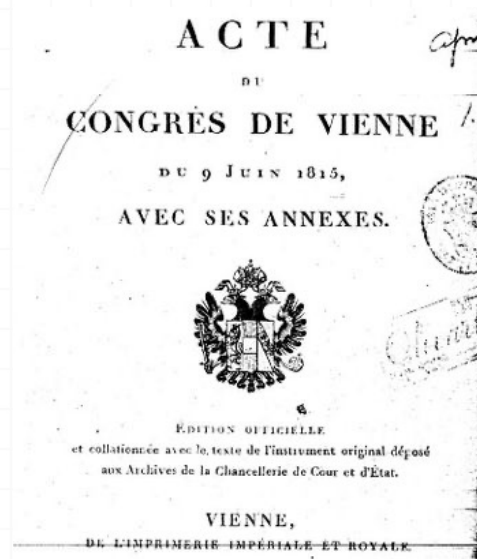 ACTE
DU
CONGRÈS DE VIENNE
DU 9 JUIN 1815,
AVEC SES ANNEXES.
ÉDITION OFFICIELLE
et collationnée avec le texte de l'instrument original déposé
aux Archives de la Chancellerie de Cour et d'État.
VIENNE,
DE L'IMPRIMERIE IMPÉRIALE ET ROYALE